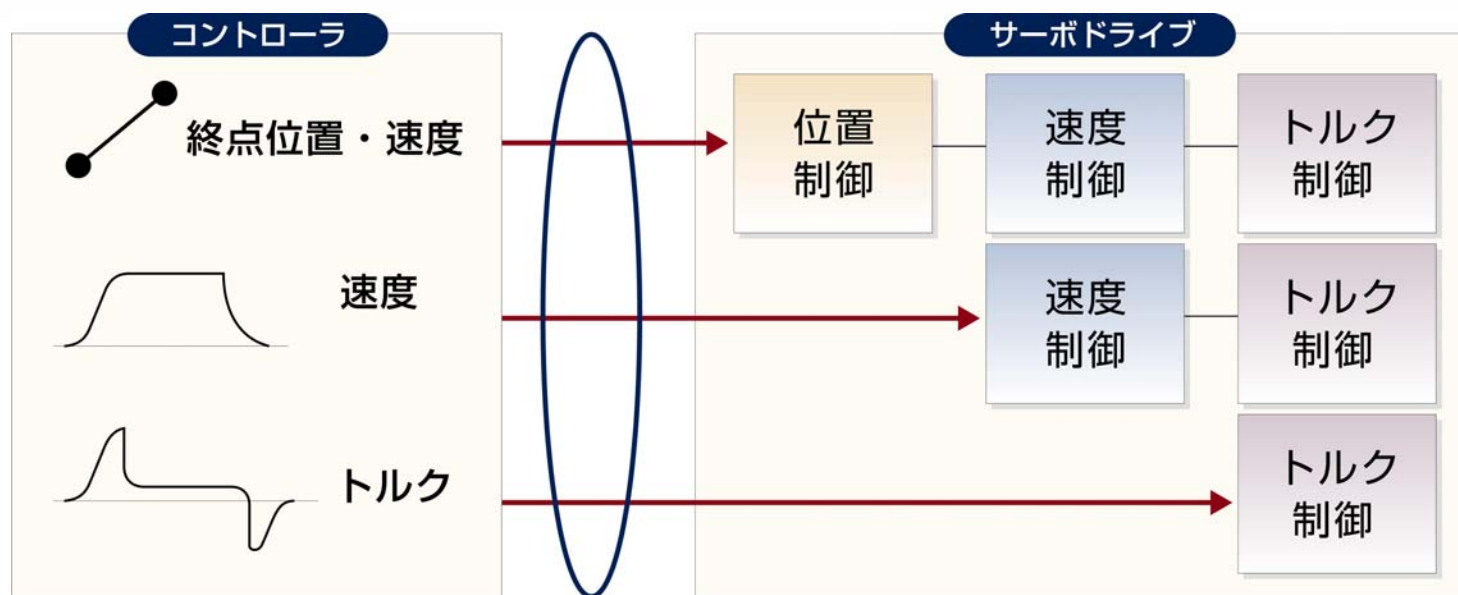 コントローラ
サーボドライブ
終点位置・速度
位置
制御
速度
制御
トルク
制御
速度
速度
制御
トルク
制御
トルク
トルク
制御